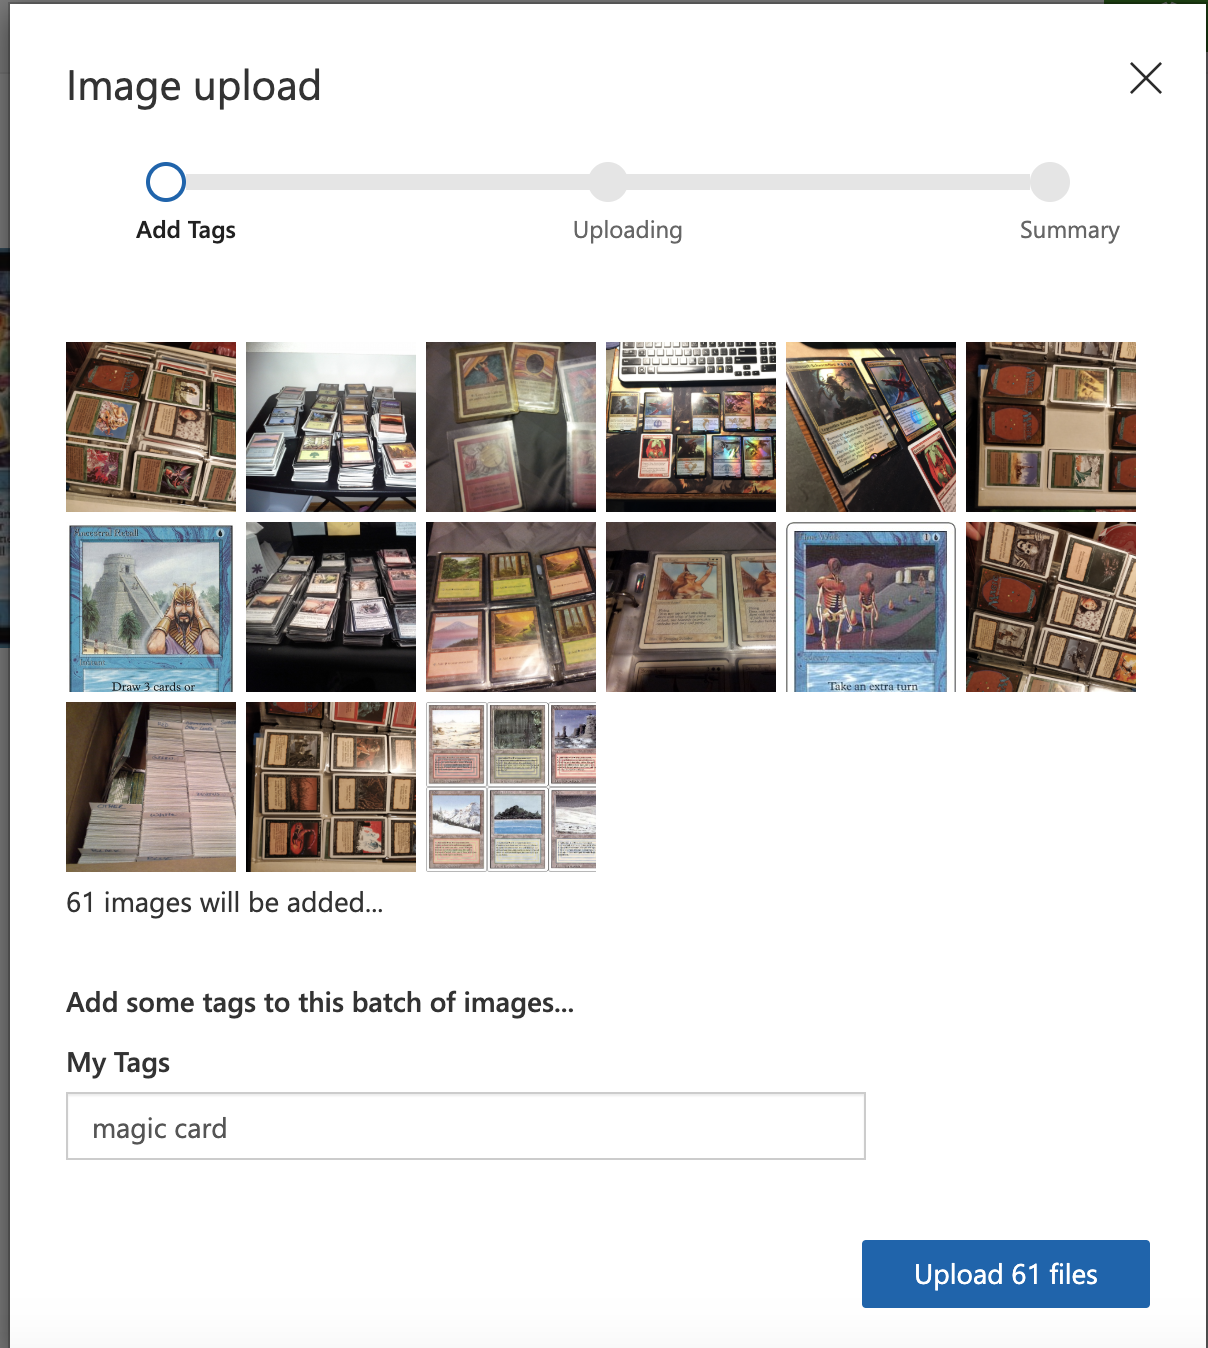 Image upload
Add Tags
Uploading
Summary
Ancestral Recall
Draw 3 cards or
Time Walk
Take an extra turn
61 images will be added...
Add some tags to this batch of images...
My Tags
magic card
Upload 61 files